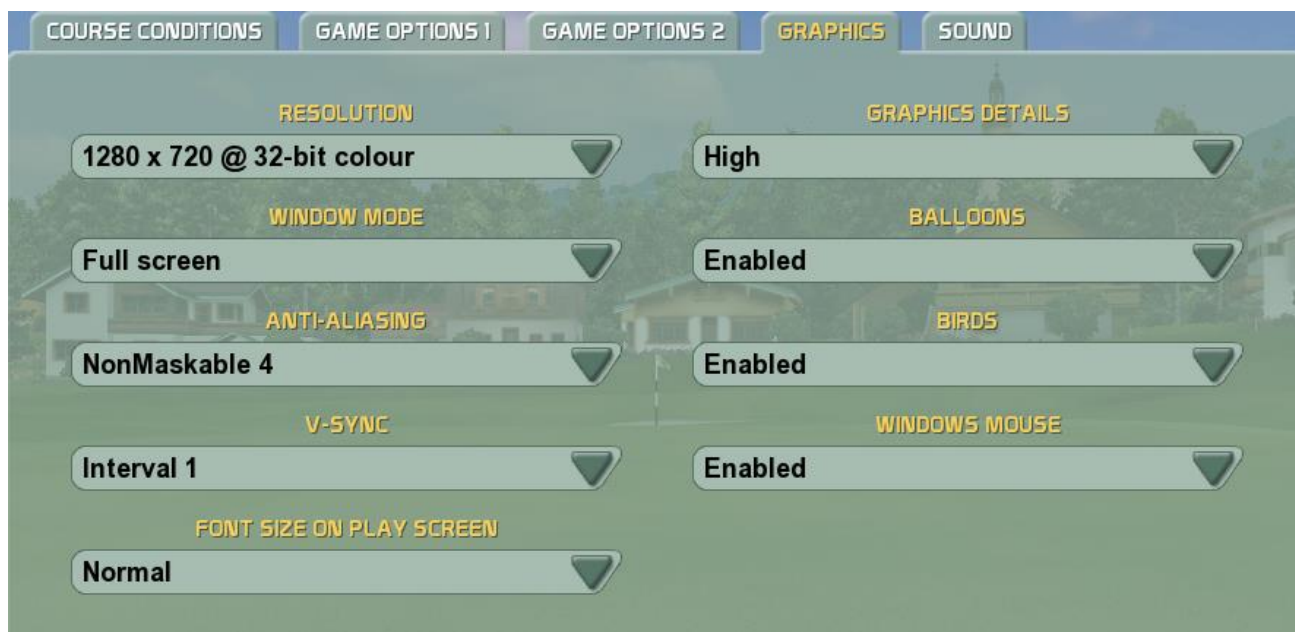 COURSE CONDITIONS GAME OPTIONS 1 GAME OPTIONS 2 GRAPHICS SOUND
RESOLUTION
1280 x 720 @ 32-bit colour
WINDOW MODE
Full screen
ANTI-ALIASING
NonMaskable 4
V-SYNC
Interval 1
FONT SIZE ON PLAY SCREEN
Normal
GRAPHICS DETAILS
High
BALLOONS
Enabled
BIRDS
Enabled
WINDOWS MOUSE
Enabled